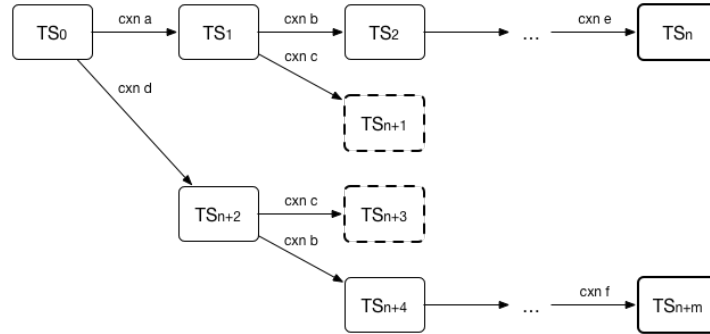 cxn a cxn b cxn e
TS0 TS1 TS2 ... TSn
cxn c
cxn d
TSn+1
cxn c
TSn+2 TSn+3
cxn b
cxn f
TSn+4 ... TSn+m